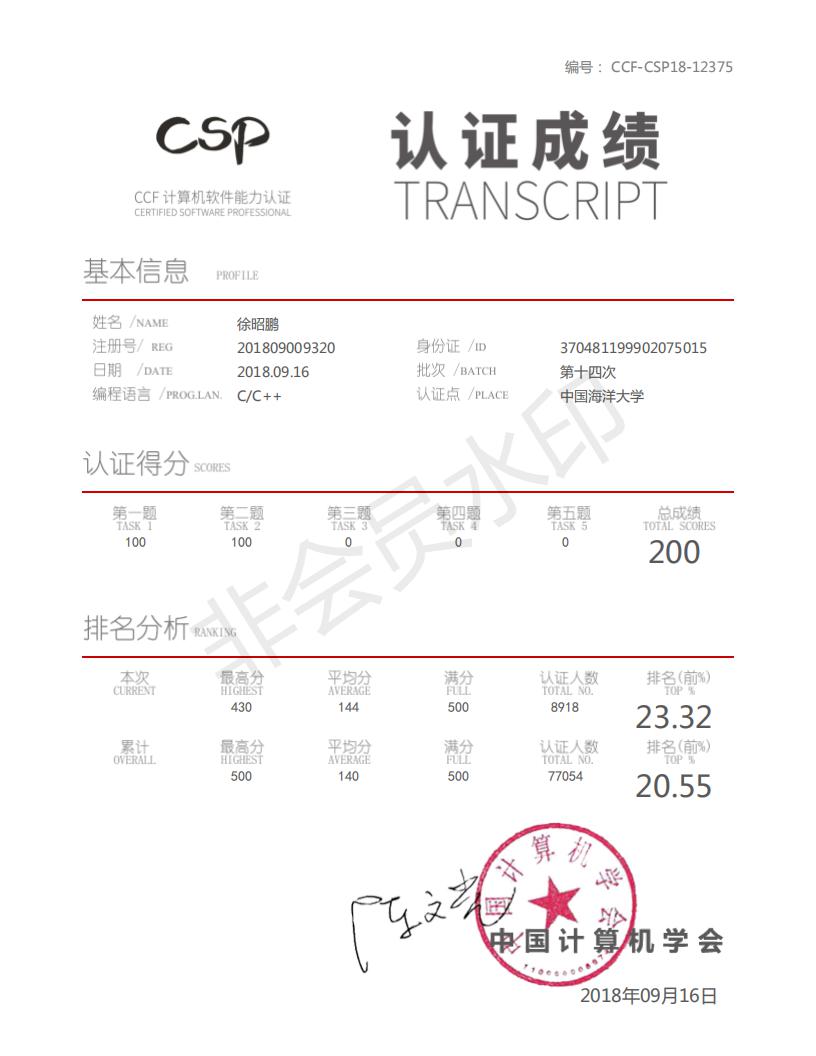 编号： CCF-CSP18-12375
CSP
认证成绩
CCF 计算机软件能力认证
TRANSCRIPT
CERTIFIED SOFTWARE PROFESSIONAL
基本信息 PROFILE
姓名 /NAME 徐昭鹏
注册号/ REG 201809009320 身份证 /ID 370481199902075015
日期 /DATE 2018.09.16 批次 /BATCH 第十四次
编程语言 /PROG.LAN. C/C++ 认证点 /PLACE 中国海洋大学
认证得分 SCORES
第一题 第二题 第三题 第四题 第五题 总成绩
TASK 1 TASK 2 TASK 3 TASK 4 TASK 5 TOTAL SCORES
100 100 0 0 0 200
排名分析 RANKING
本次 最高分 平均分 满分 认证人数 排名(前%)
CURRENT HIGHEST AVERAGE FULL TOTAL NO. TOP %
430 144 500 8918 23.32
累计 最高分 平均分 满分 认证人数 排名(前%)
OVERALL HIGHEST AVERAGE FULL TOTAL NO. TOP %
500 140 500 77054 20.55
非会员水印
中国计算机学会
中国计算机学会
2018年09月16日